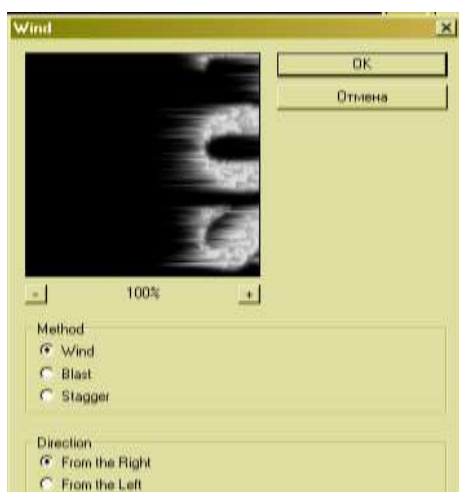 Wind
OK
Отмена
- 100% +
Method
Wind
Blast
Stagger
Direction
From the Right
From the Left